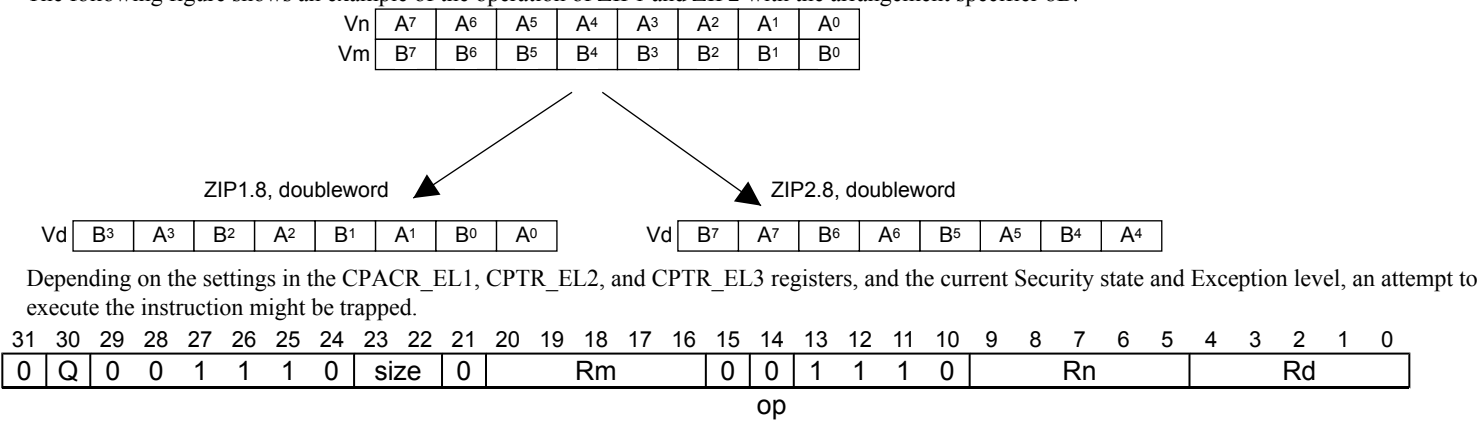 The following figure shows an example of the operation of ZIP1 and ZIP2 with the arrangement specifier 8B.
Vn A7 A6 A5 A4 A3 A2 A1 A0
Vm B7 B6 B5 B4 B3 B2 B1 B0
ZIP1.8, doubleword ZIP2.8, doubleword
Vd B3 A3 B2 A2 B1 A1 B0 A0 Vd B7 A7 B6 A6 B5 A5 B4 A4
Depending on the settings in the CPACR_EL1, CPTR_EL2, and CPTR_EL3 registers, and the current Security state and Exception level, an attempt to
execute the instruction might be trapped.
31 30 29 28 27 26 25 24 23 22 21 20 19 18 17 16 15 14 13 12 11 10 9 8 7 6 5 4 3 2 1 0
0 Q 0 0 1 1 1 0 size 0 Rm 0 0 1 1 1 0 Rn Rd
op